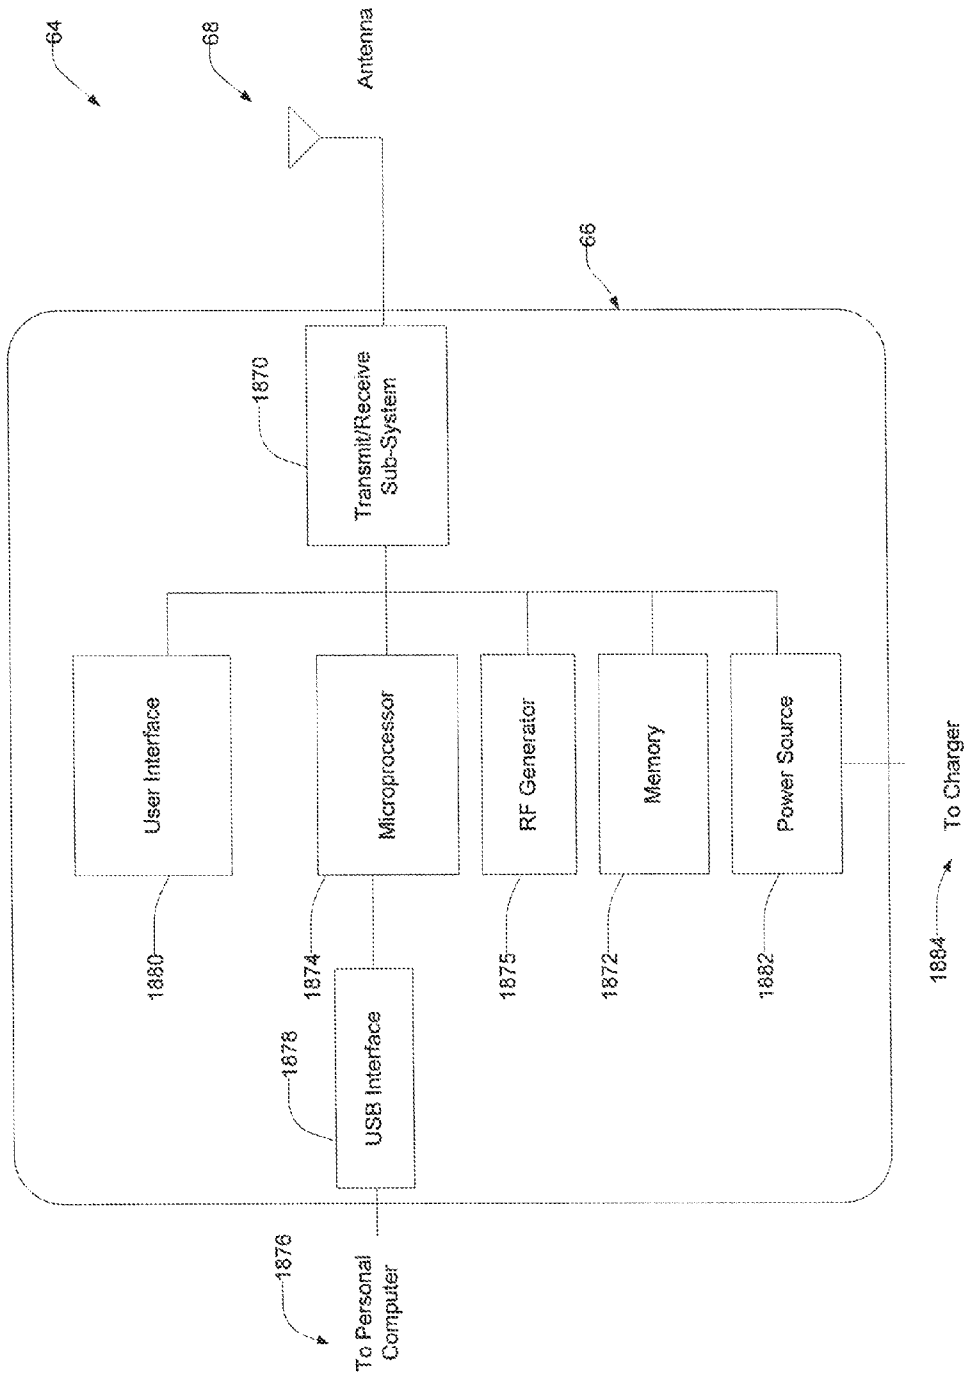 64
68
Antenna
66
1870
Transmit/Receive
Sub-System
User Interface
Microprocessor
RF Generator
Memory
Power Source
1880
1874
1875
1872
1882
1884
To Charger
1878
USB Interface
1876
To Personal
Computer